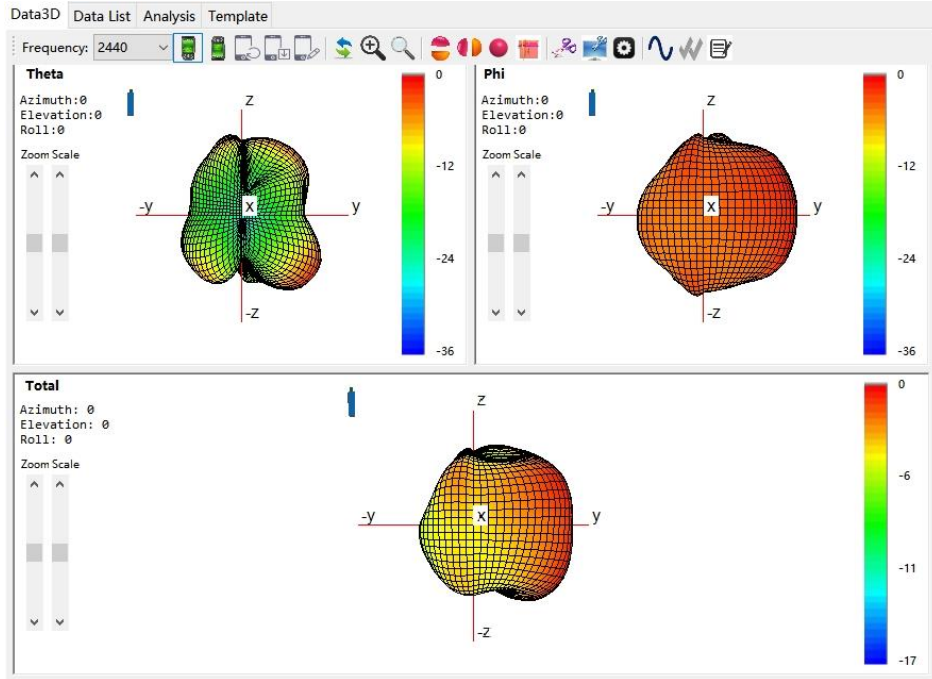 Data3D Data List Analysis Template
Frequency: 2440
Theta
Azimuth:0
Elevation:0
Roll:0
Zoom Scale
z
-y
x
y
-z
0
-12
-24
-36
Phi
Azimuth:0
Elevation:0
Roll:0
Zoom Scale
z
-y
x
y
-z
0
-12
-24
-36
Total
Azimuth: 0
Elevation: 0
Roll: 0
Zoom Scale
z
-y
x
y
-z
0
-6
-11
-17